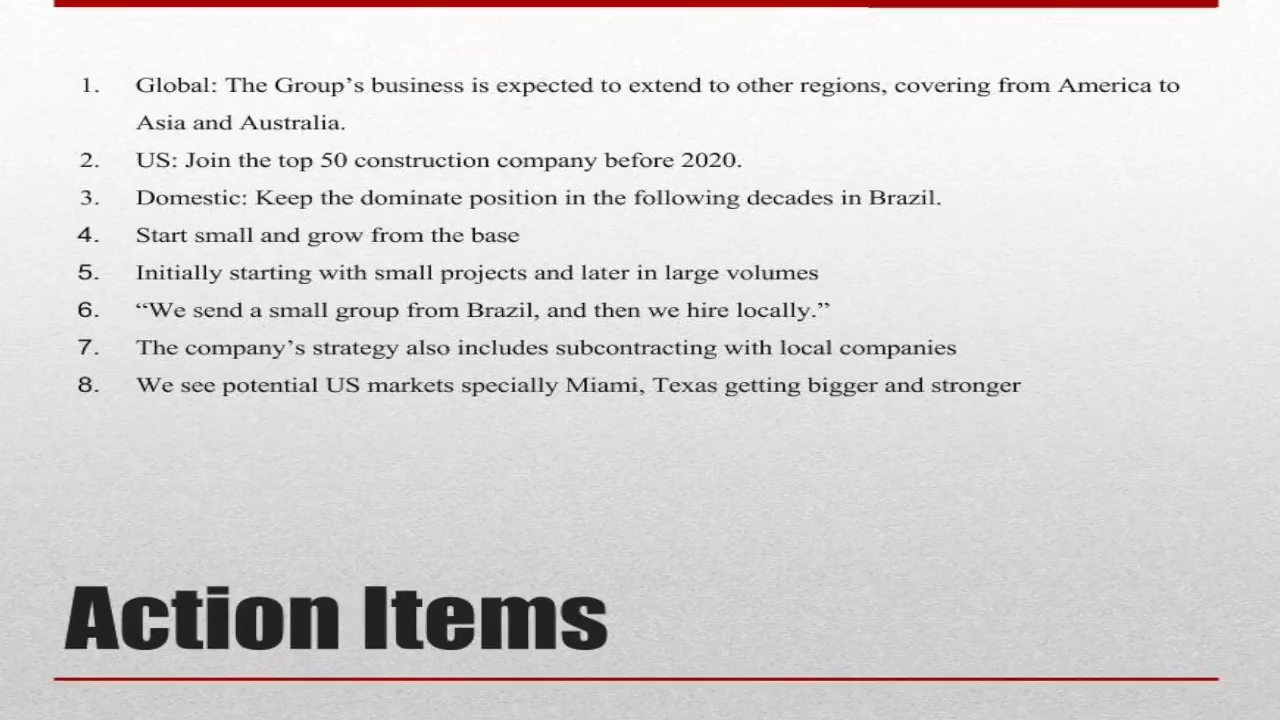 1. Global: The Group’s business is expected to extend to other regions, covering from America to
Asia and Australia.
2. US: Join the top 50 construction company before 2020.
3. Domestic: Keep the dominate position in the following decades in Brazil.
4. Start small and grow from the base
5. Initially starting with small projects and later in large volumes
6. “We send a small group from Brazil, and then we hire locally.”
7. The company’s strategy also includes subcontracting with local companies
8. We see potential US markets specially Miami, Texas getting bigger and stronger
Action Items